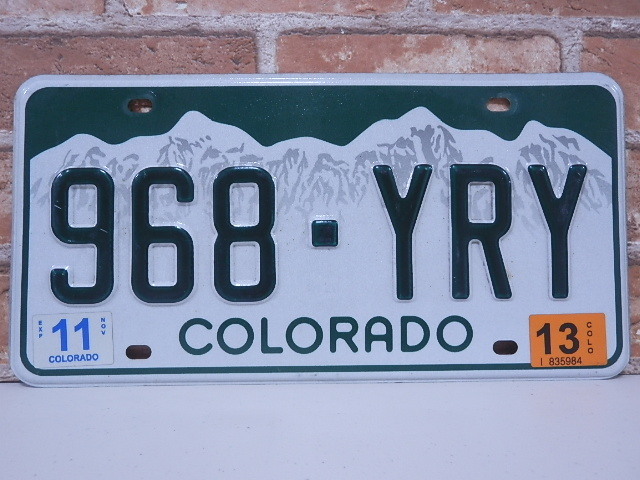 968·YRY
EXP 11 NOV
COLORADO
COLORADO
13 COLO
I 835984